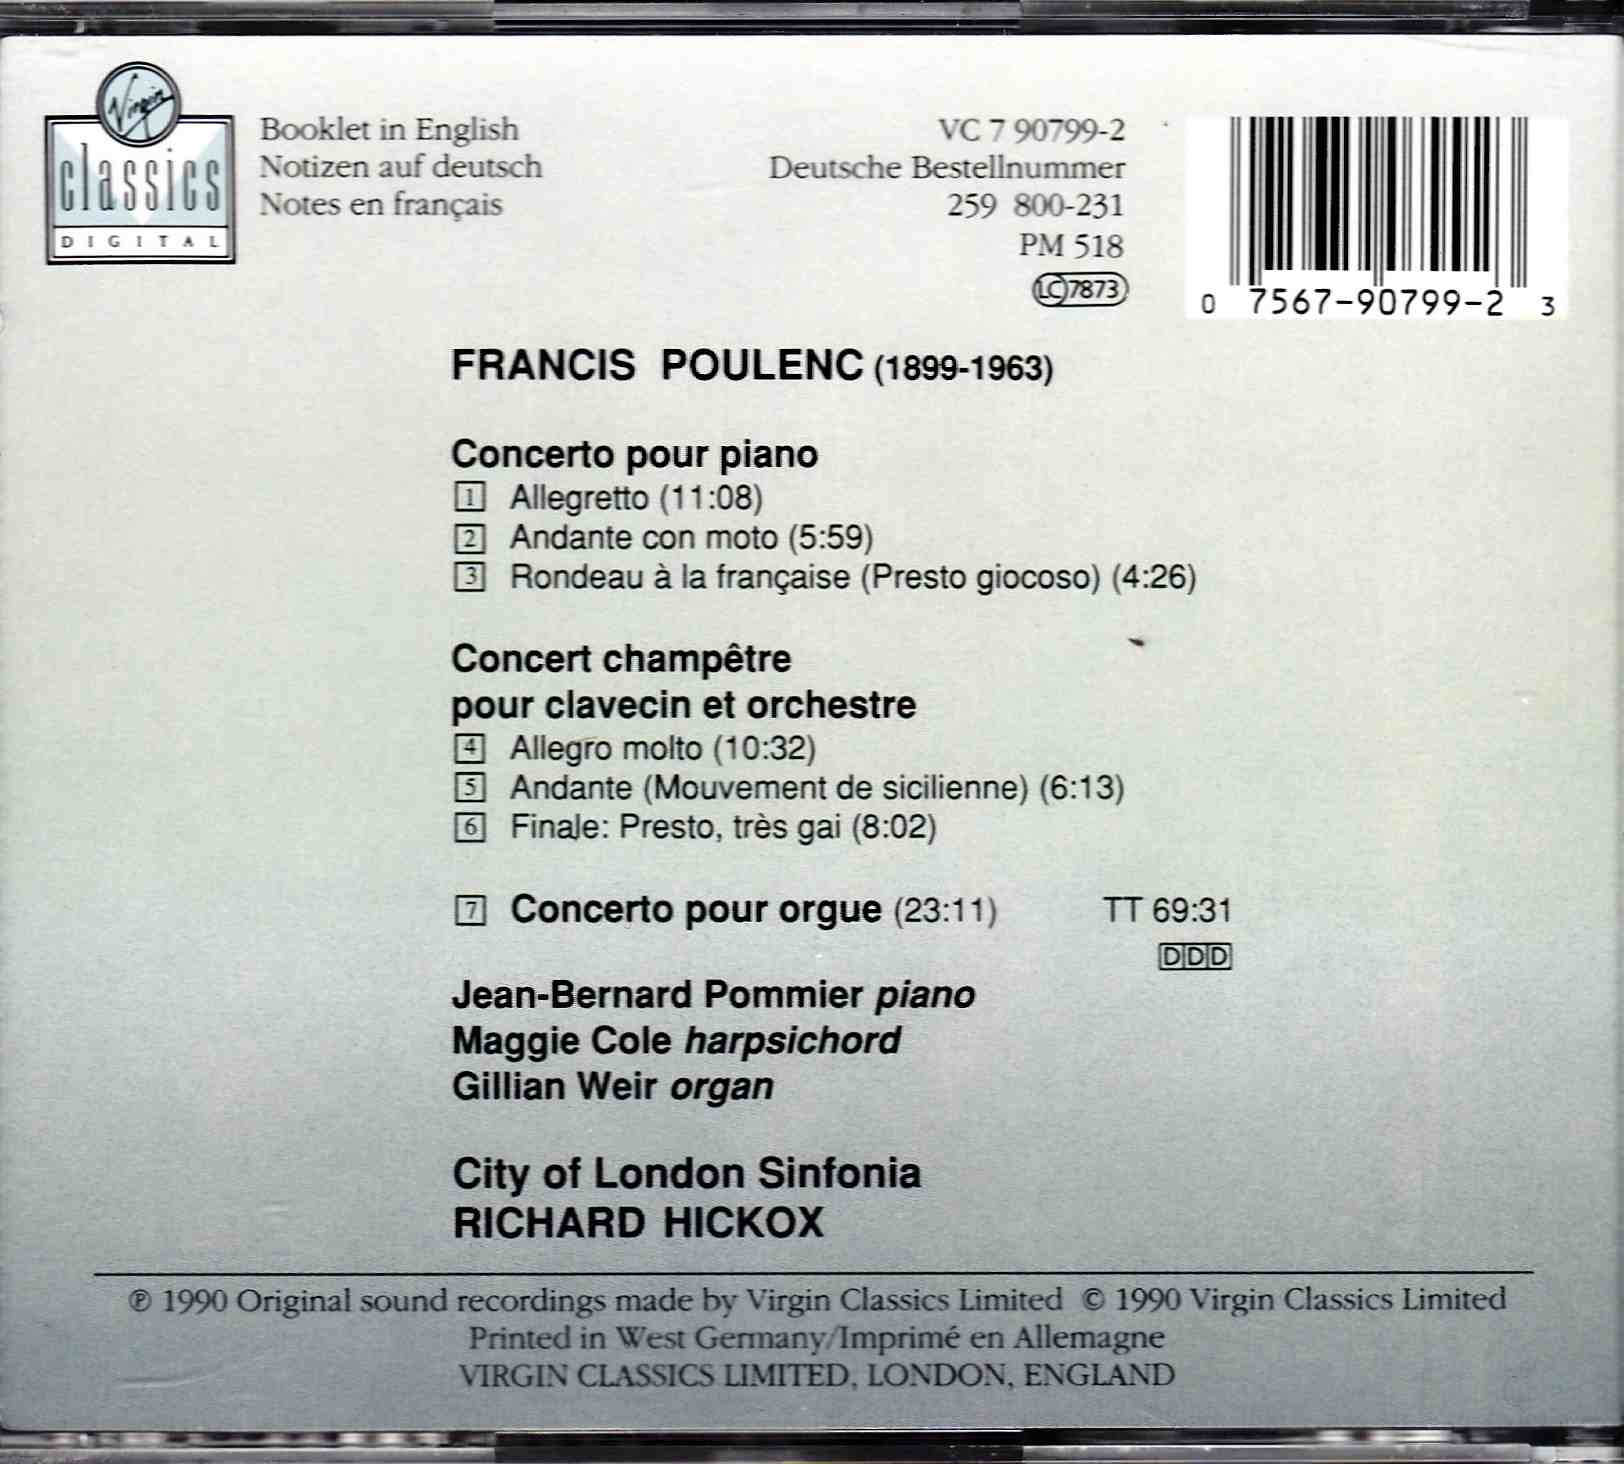 Virgin
classics
DIGITAL
Booklet in English
Notizen auf deutsch
Notes en français
VC 7 90799-2
Deutsche Bestellnummer
259 800-231
PM 518
LC 7873
0 7567-90799-2 3
FRANCIS POULENC (1899-1963)
Concerto pour piano
1 Allegretto (11:08)
2 Andante con moto (5:59)
3 Rondeau à la française (Presto giocoso) (4:26)
Concert champêtre
pour clavecin et orchestre
4 Allegro molto (10:32)
5 Andante (Mouvement de sicilienne) (6:13)
6 Finale: Presto, très gai (8:02)
7 Concerto pour orgue (23:11) TT 69:31
DDD
Jean-Bernard Pommier piano
Maggie Cole harpsichord
Gillian Weir organ
City of London Sinfonia
RICHARD HICKOX
℗ 1990 Original sound recordings made by Virgin Classics Limited © 1990 Virgin Classics Limited
Printed in West Germany/Imprimé en Allemagne
VIRGIN CLASSICS LIMITED, LONDON, ENGLAND